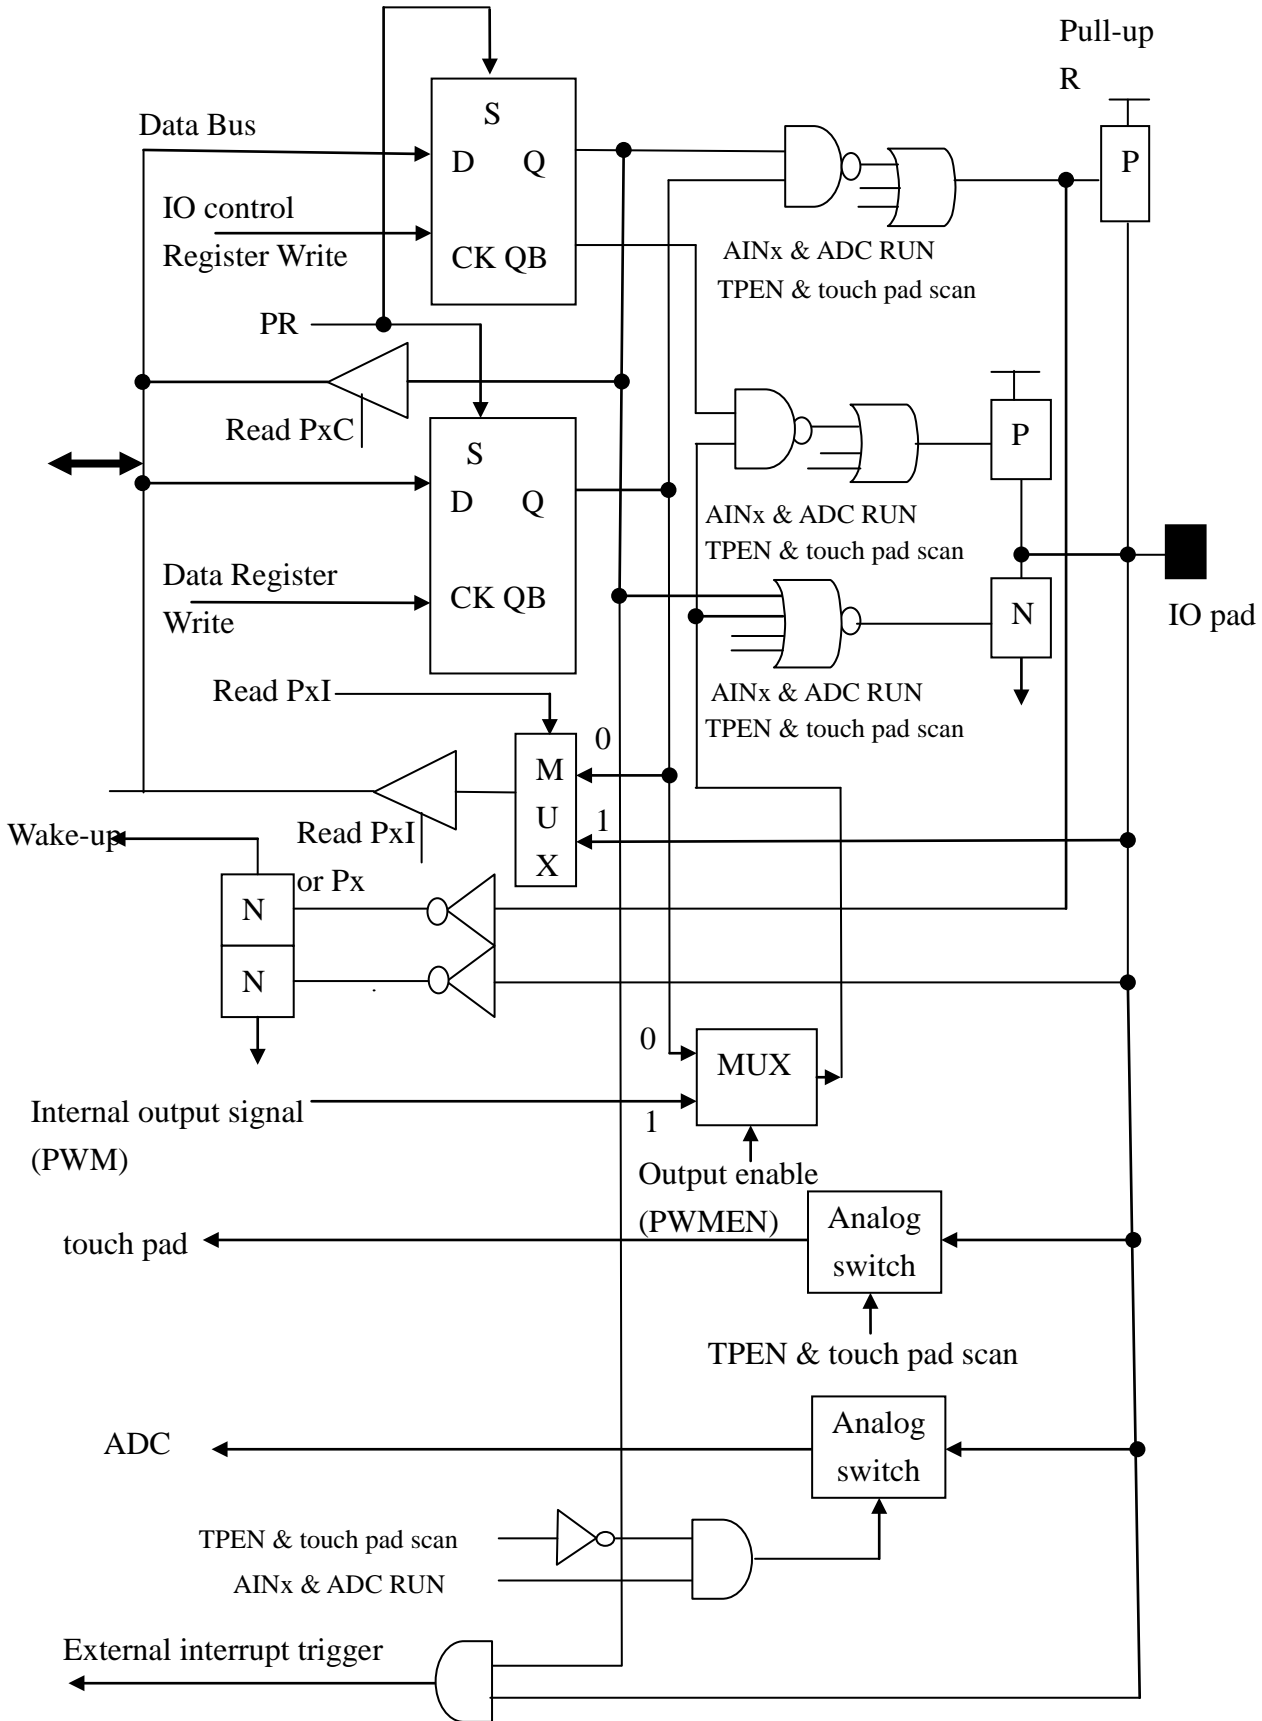 Pull-up
R
S
Data Bus
D Q
P
IO control
Register Write
CK QB
AINx & ADC RUN
TPEN & touch pad scan
PR
Read PxC
P
S
D Q
AINx & ADC RUN
TPEN & touch pad scan
Data Register
Write
CK QB
N
IO pad
Read PxI
AINx & ADC RUN
TPEN & touch pad scan
0
M
U
X
1
Wake-up
Read PxI
or Px
N
N
0
MUX
Internal output signal
(PWM)
1
Output enable
(PWMEN)
Analog
switch
touch pad
TPEN & touch pad scan
Analog
switch
ADC
TPEN & touch pad scan
AINx & ADC RUN
External interrupt trigger